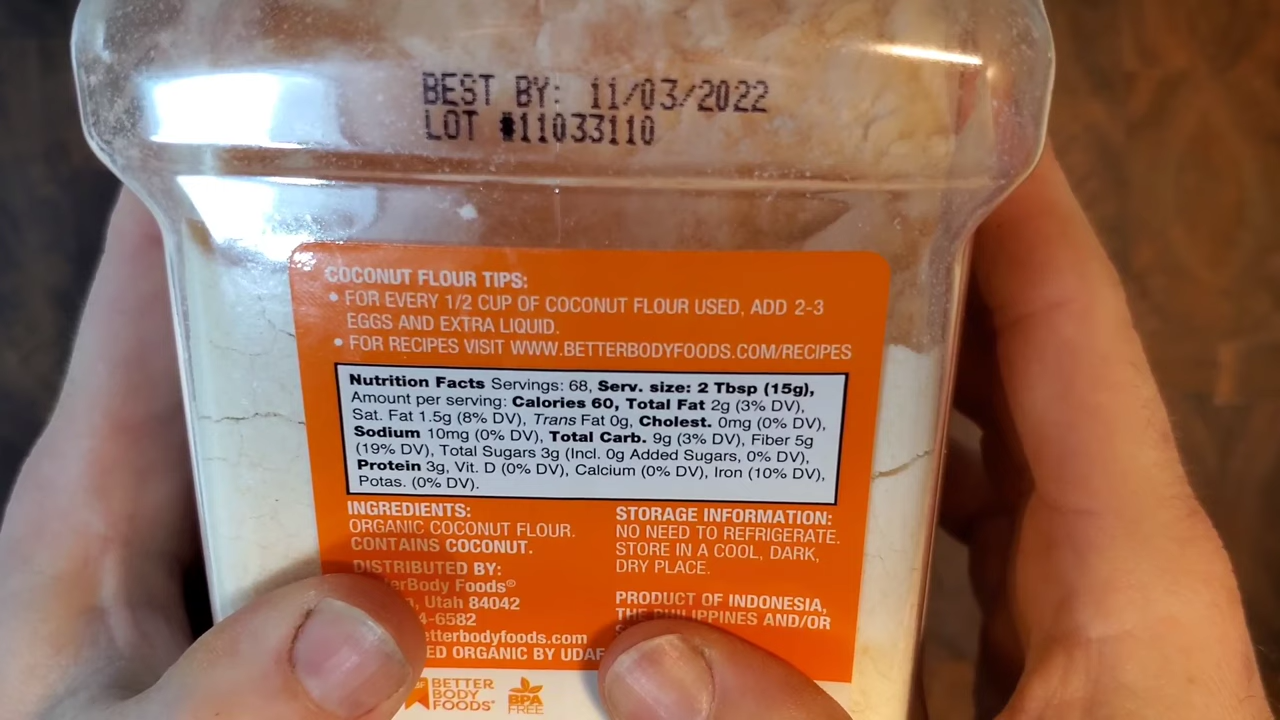 BEST BY: 11/03/2022
LOT #11033110
COCONUT FLOUR TIPS:
• FOR EVERY 1/2 CUP OF COCONUT FLOUR USED, ADD 2-3
EGGS AND EXTRA LIQUID.
• FOR RECIPES VISIT WWW.BETTERBODYFOODS.COM/RECIPES
Nutrition Facts Servings: 68, Serv. size: 2 Tbsp (15g),
Amount per serving: Calories 60, Total Fat 2g (3% DV),
Sat. Fat 1.5g (8% DV), Trans Fat 0g, Cholest. 0mg (0% DV),
Sodium 10mg (0% DV), Total Carb. 9g (3% DV), Fiber 5g
(19% DV), Total Sugars 3g (Incl. 0g Added Sugars, 0% DV),
Protein 3g, Vit. D (0% DV), Calcium (0% DV), Iron (10% DV),
Potas. (0% DV).
INGREDIENTS:
ORGANIC COCONUT FLOUR.
CONTAINS COCONUT.
DISTRIBUTED BY:
erBody Foods®
, Utah 84042
4-6582
etterbodyfoods.com
ED ORGANIC BY UDAF
STORAGE INFORMATION:
NO NEED TO REFRIGERATE.
STORE IN A COOL, DARK,
DRY PLACE.
PRODUCT OF INDONESIA,
THE PHILIPPINES AND/OR
BETTER
BODY
FOODS
BPA
FREE